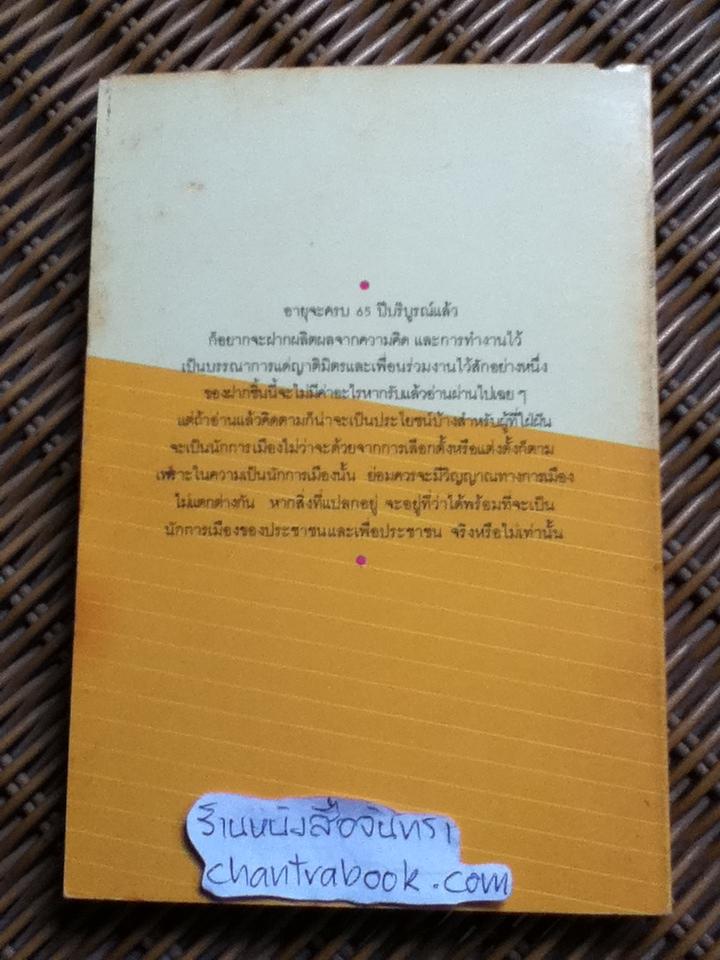 อายุจะครบ 65 ปีบริบูรณ์แล้ว
ก็อยากจะฝากผลิตผลจากความคิด และการทำงานไว้
เป็นบรรณาการแด่ญาติมิตรและเพื่อนร่วมงานไว้สักอย่างหนึ่ง
ของฝากชิ้นนี้จะไม่มีค่าอะไรหากรับแล้วอ่านผ่านไปเฉย ๆ
แต่ถ้าอ่านแล้วคิดตามก็น่าจะเป็นประโยชน์บ้างสำหรับผู้ที่ใฝ่ฝัน
จะเป็นนักการเมืองไม่ว่าจะด้วยจากการเลือกตั้งหรือแต่งตั้งก็ตาม
เพราะในความเป็นนักการเมืองนั้น ย่อมควรจะมีวิญญาณทางการเมือง
ไม่แตกต่างกัน หากสิ่งที่แปลกอยู่ จะอยู่ที่ว่าได้พร้อมที่จะเป็น
นักการเมืองของประชาชนและเพื่อประชาชน จริงหรือไม่เท่านั้น
ร้านหนังสือจันทรา
chantrabook.com